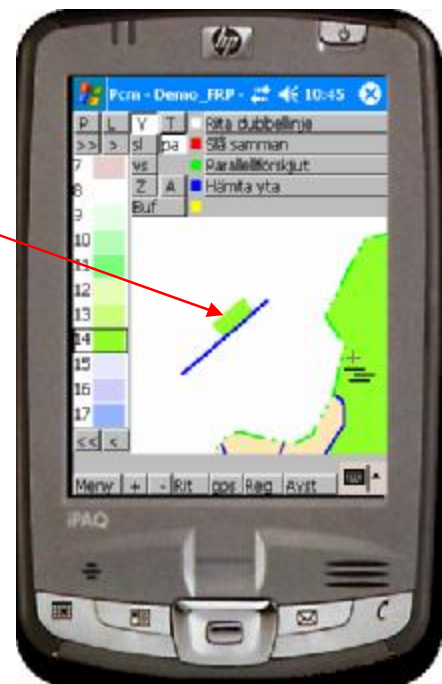 hp
Pcm - Demo_FRP - 10:45
P L Y T Rita dubbellinje
>> > sl pa Slå samman
7 vs Parallellförskjut
8 Z A Hämta yta
9 Buf
10
11
12
13
14
15
16
17
<< <
Meny + - Rit gps Reg Avst
iPAQ